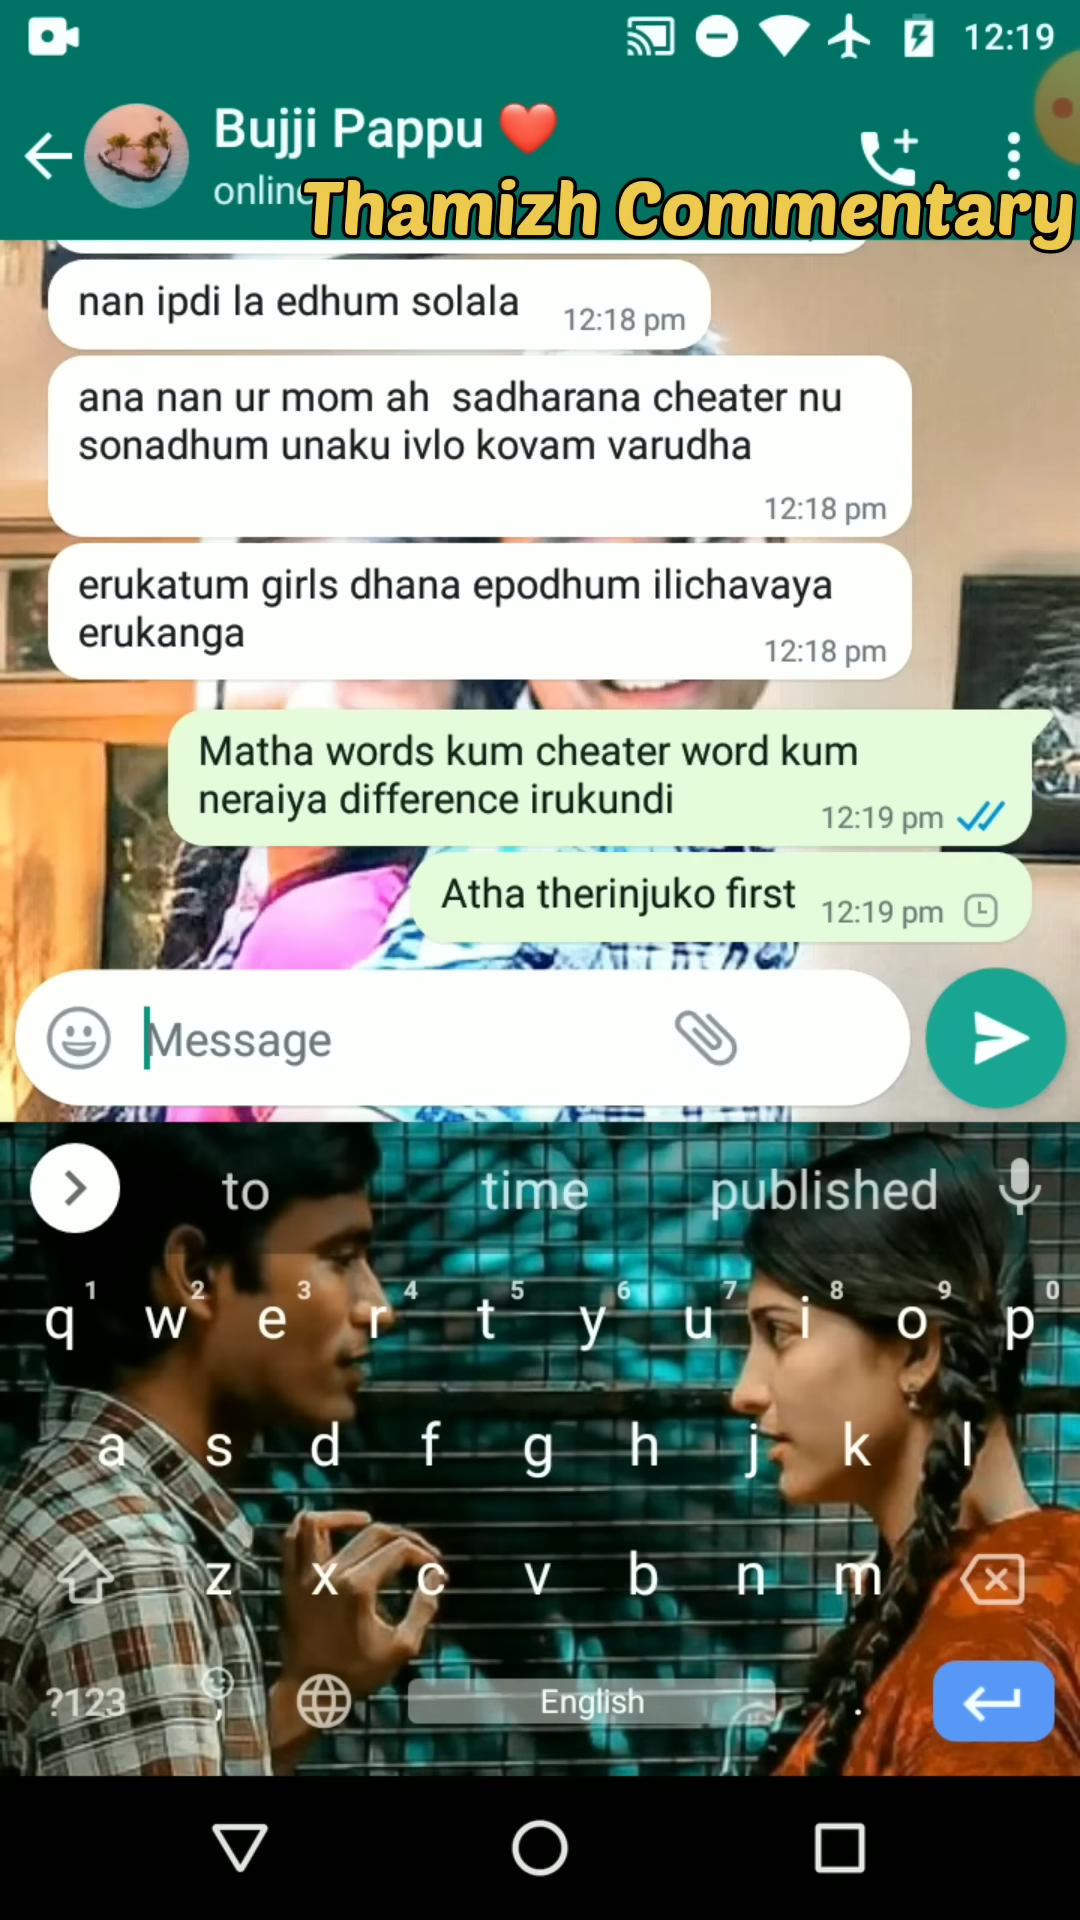 12:19
Bujji Pappu ❤️
online
Thamizh Commentary
nan ipdi la edhum solala
12:18 pm
ana nan ur mom ah  sadharana cheater nu
sonadhum unaku ivlo kovam varudha
12:18 pm
erukatum girls dhana epodhum ilichavaya
erukanga
12:18 pm
Matha words kum cheater word kum
neraiya difference irukundi
12:19 pm
Atha therinjuko first
12:19 pm
Message
to time published
1 2 3 4 5 6 7 8 9 0
q w e r t y u i o p
a s d f g h j k l
z x c v b n m
?123 , English .